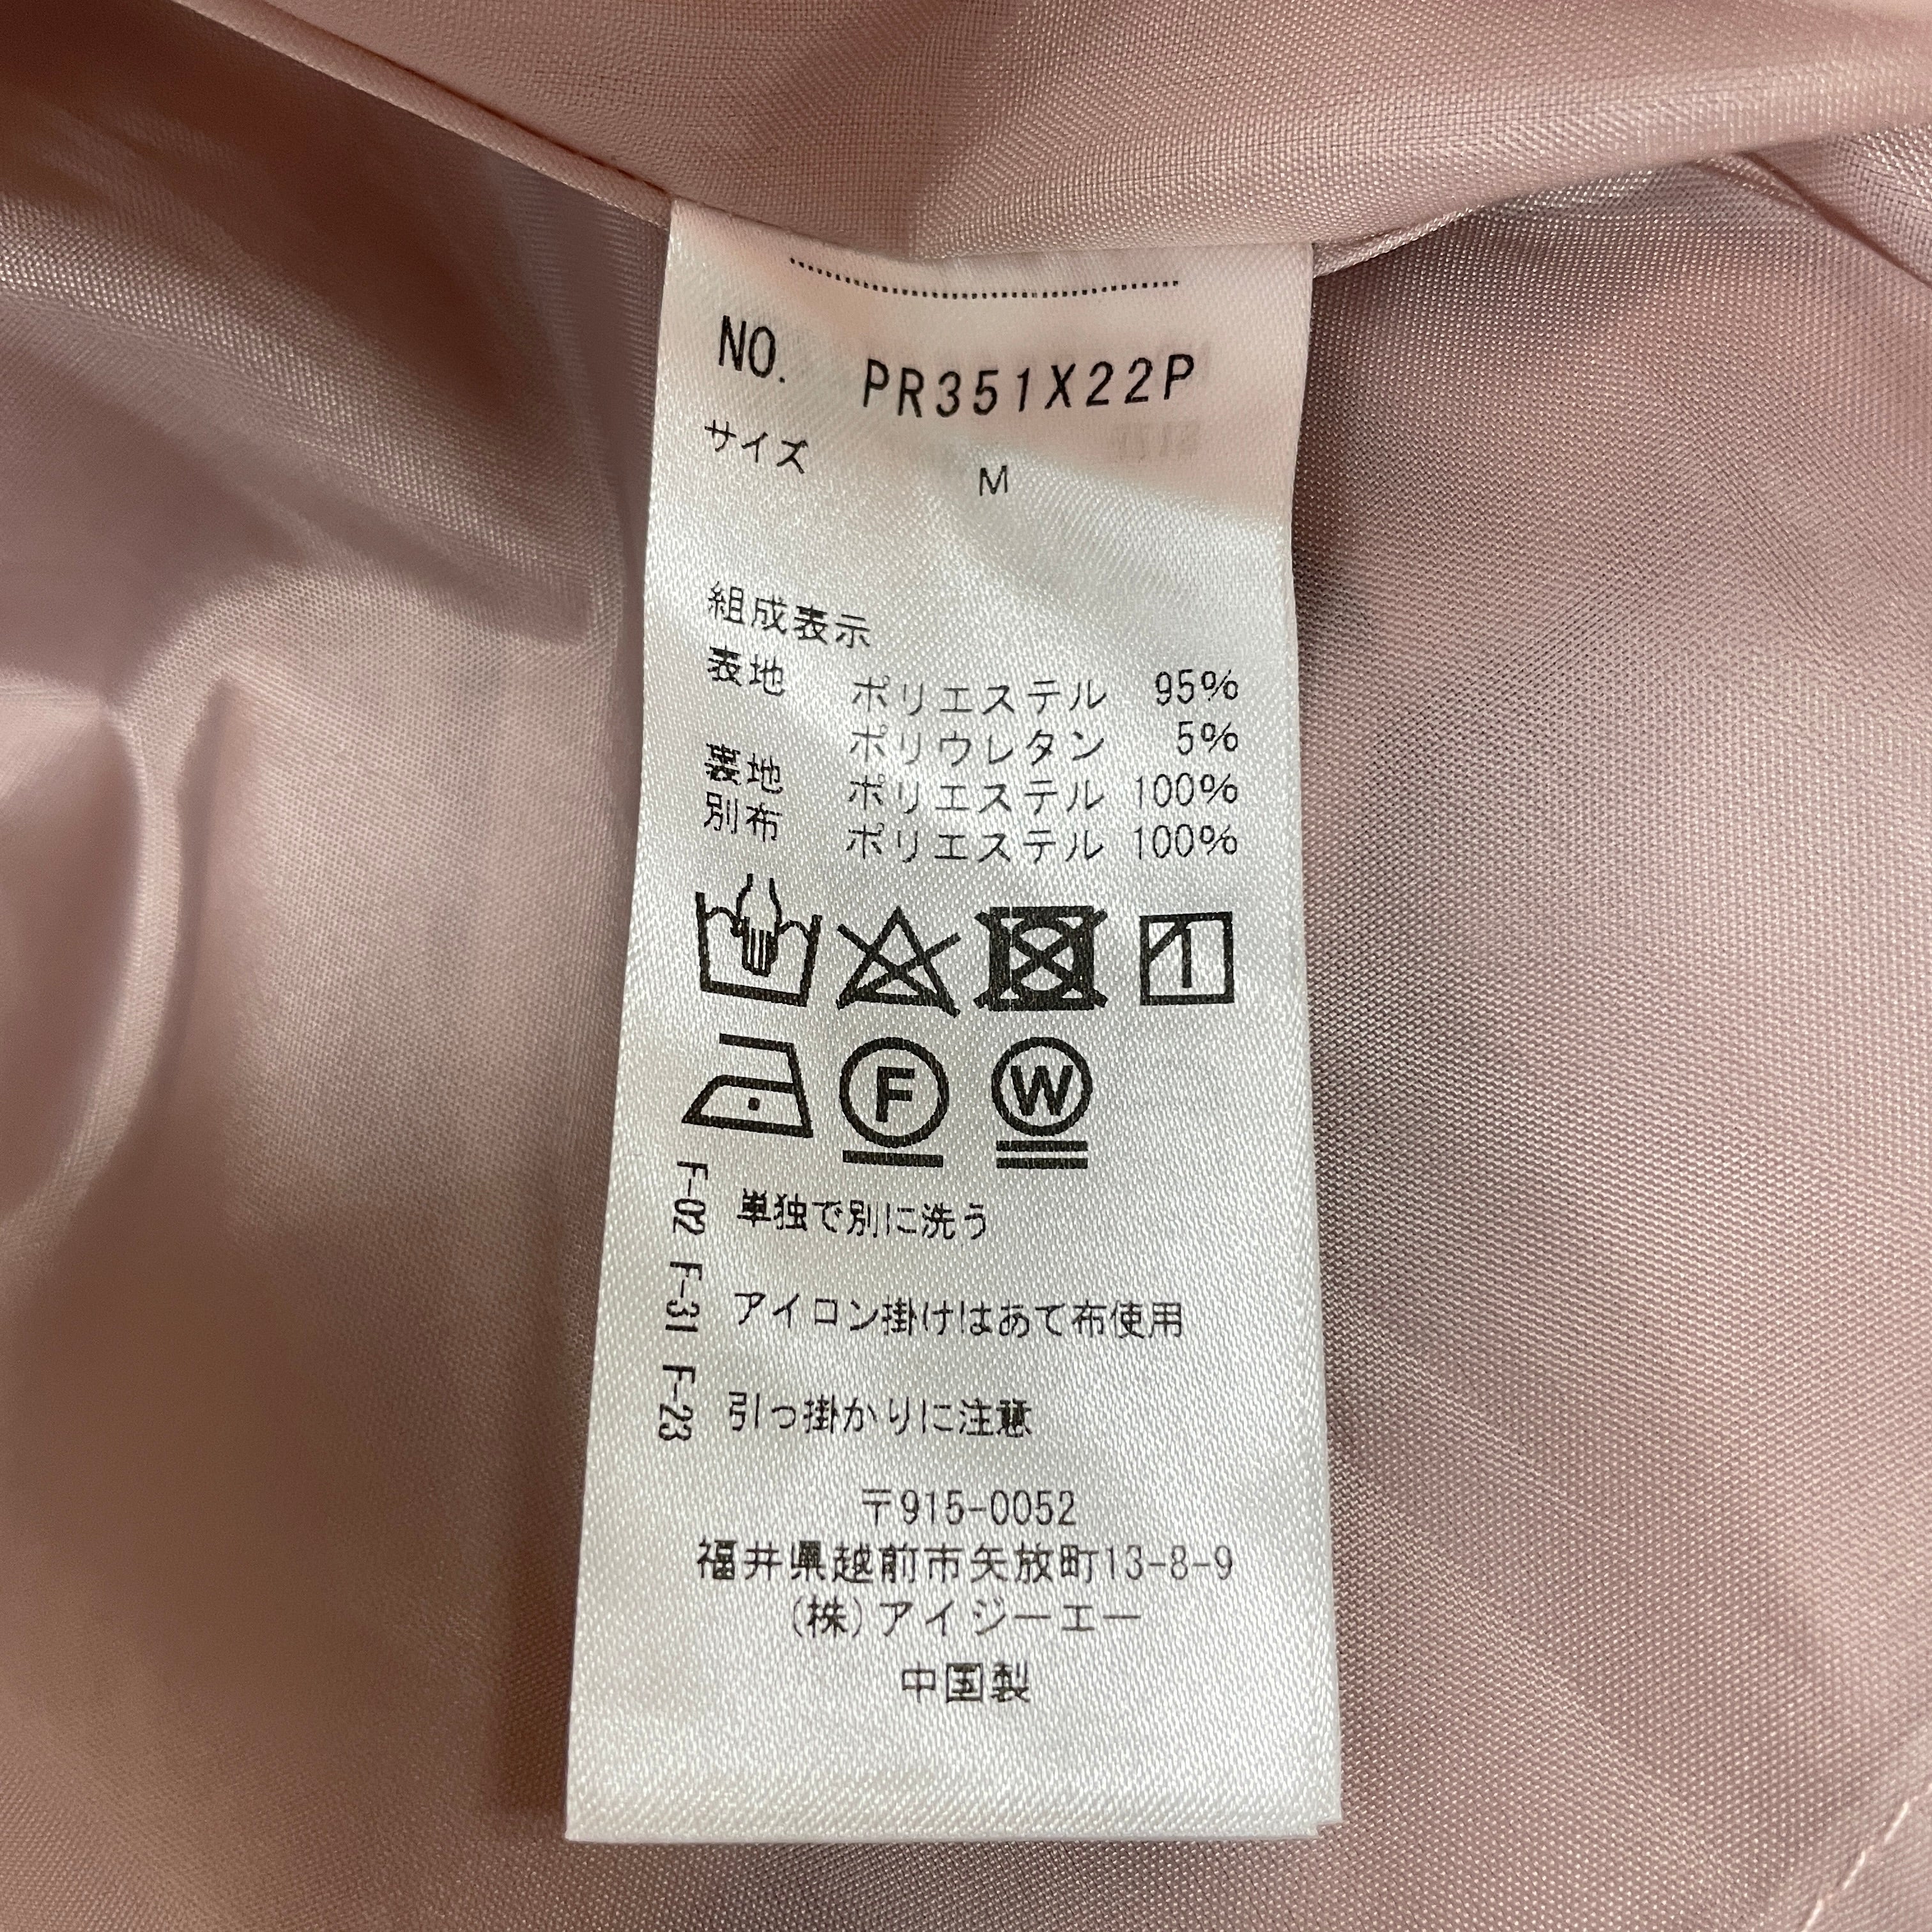 NO. PR351X22P
サイズ M
組成表示
表地 ポリエステル 95%
ポリウレタン 5%
裏地 ポリエステル 100%
別布 ポリエステル 100%
F W
F-02 単独で別に洗う
F-31 アイロン掛けはあて布使用
F-23 引っ掛かりに注意
〒915-0052
福井県越前市矢放町13-8-9
(株)アイジーエー
中国製